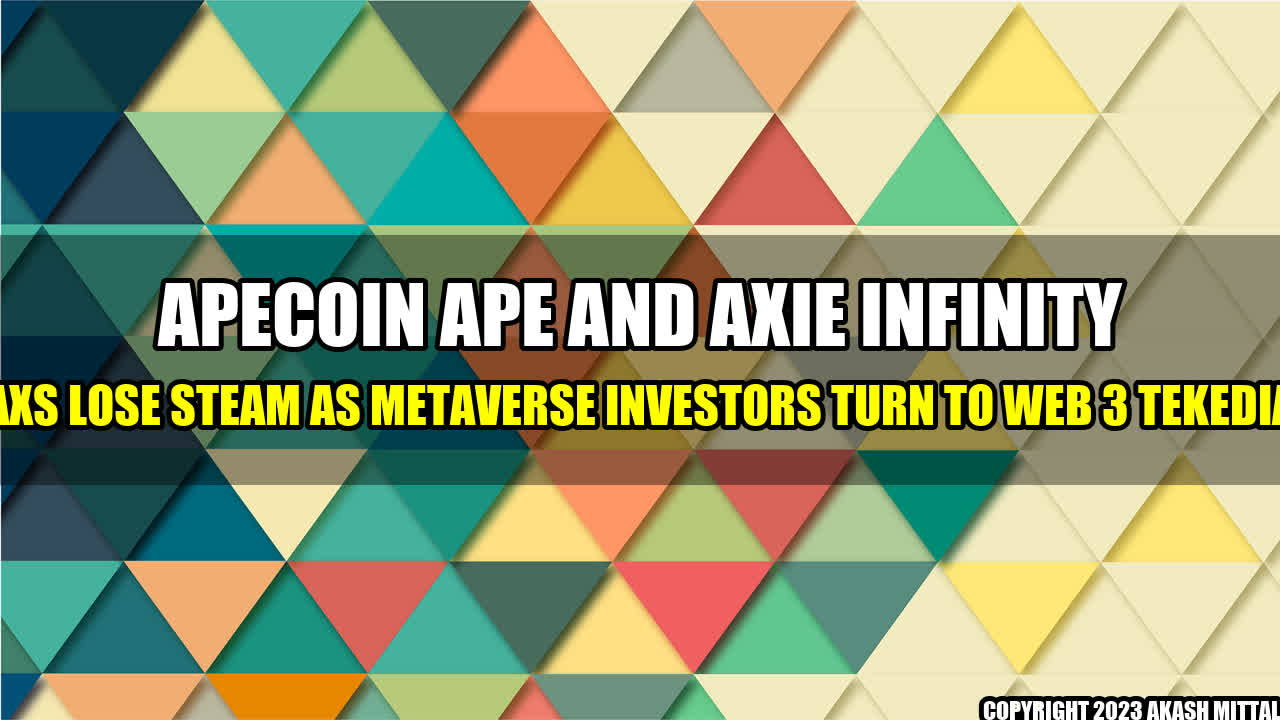 APECOIN APE AND AXIE INFINITY
AXS LOSE STEAM AS METAVERSE INVESTORS TURN TO WEB 3 TEKEDIA
COPYRIGHT 2023 AKASH MITTAL